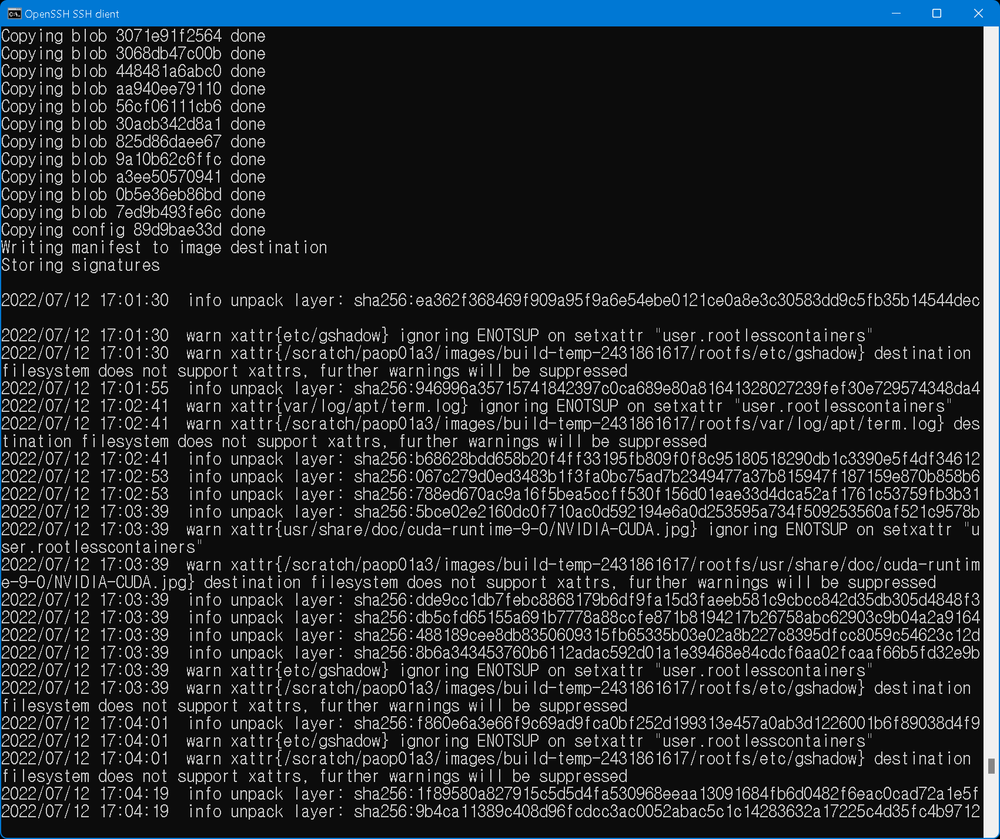 OpenSSH SSH client
Copying blob 3071e91f2564 done
Copying blob 3068db47c00b done
Copying blob 448481a6abc0 done
Copying blob aa940ee79110 done
Copying blob 56cf06111cb6 done
Copying blob 30acb342d8a1 done
Copying blob 825d86daee67 done
Copying blob 9a10b62c6ffc done
Copying blob a3ee50570941 done
Copying blob 0b5e36eb86bd done
Copying blob 7ed9b493fe6c done
Copying config 89d9bae33d done
Writing manifest to image destination
Storing signatures
2022/07/12 17:01:30  info unpack layer: sha256:ea362f368469f909a95f9a6e54ebe0121ce0a8e3c30583dd9c5fb35b14544dec
2022/07/12 17:01:30  warn xattr{etc/gshadow} ignoring ENOTSUP on setxattr "user.rootlesscontainers"
2022/07/12 17:01:30  warn xattr{/scratch/paop01a3/images/build-temp-2431861617/rootfs/etc/gshadow} destination
filesystem does not support xattrs, further warnings will be suppressed
2022/07/12 17:01:55  info unpack layer: sha256:946996a35715741842397c0ca689e80a81641328027239fef30e729574348da4
2022/07/12 17:02:41  warn xattr{var/log/apt/term.log} ignoring ENOTSUP on setxattr "user.rootlesscontainers"
2022/07/12 17:02:41  warn xattr{/scratch/paop01a3/images/build-temp-2431861617/rootfs/var/log/apt/term.log} des
tination filesystem does not support xattrs, further warnings will be suppressed
2022/07/12 17:02:41  info unpack layer: sha256:b68628bdd658b20f4ff33195fb809f0f8c95180518290db1c3390e5f4df34612
2022/07/12 17:02:53  info unpack layer: sha256:067c279d0ed3483b1f3fa0bc75ad7b2349477a37b815947f187159e870b858b6
2022/07/12 17:02:53  info unpack layer: sha256:788ed670ac9a16f5bea5ccff530f156d01eae33d4dca52af1761c53759fb3b31
2022/07/12 17:03:39  info unpack layer: sha256:5bce02e2160dc0f710ac0d592194e6a0d253595a734f509253560af521c9578b
2022/07/12 17:03:39  warn xattr{usr/share/doc/cuda-runtime-9-0/NVIDIA-CUDA.jpg} ignoring ENOTSUP on setxattr "u
ser.rootlesscontainers"
2022/07/12 17:03:39  warn xattr{/scratch/paop01a3/images/build-temp-2431861617/rootfs/usr/share/doc/cuda-runtim
e-9-0/NVIDIA-CUDA.jpg} destination filesystem does not support xattrs, further warnings will be suppressed
2022/07/12 17:03:39  info unpack layer: sha256:dde9cc1db7febc8868179b6df9fa15d3faeeb581c9cbcc842d35db305d4848f3
2022/07/12 17:03:39  info unpack layer: sha256:db5cfd65155a691b7778a88ccfe871b8194217b26758abc62903c9b04a2a9164
2022/07/12 17:03:39  info unpack layer: sha256:488189cee8db8350609315fb65335b03e02a8b227c8395dfcc8059c54623c12d
2022/07/12 17:03:39  info unpack layer: sha256:8b6a343453760b6112adac592d01a1e39468e84cdcf6aa02fcaaf66b5fd32e9b
2022/07/12 17:03:39  warn xattr{etc/gshadow} ignoring ENOTSUP on setxattr "user.rootlesscontainers"
2022/07/12 17:03:39  warn xattr{/scratch/paop01a3/images/build-temp-2431861617/rootfs/etc/gshadow} destination
filesystem does not support xattrs, further warnings will be suppressed
2022/07/12 17:04:01  info unpack layer: sha256:f860e6a3e66f9c69ad9fca0bf252d199313e457a0ab3d1226001b6f89038d4f9
2022/07/12 17:04:01  warn xattr{etc/gshadow} ignoring ENOTSUP on setxattr "user.rootlesscontainers"
2022/07/12 17:04:01  warn xattr{/scratch/paop01a3/images/build-temp-2431861617/rootfs/etc/gshadow} destination
filesystem does not support xattrs, further warnings will be suppressed
2022/07/12 17:04:19  info unpack layer: sha256:1f89580a827915c5d5d4fa530968eeaa13091684fb6d0482f6eac0cad72a1e5f
2022/07/12 17:04:19  info unpack layer: sha256:9b4ca11389c408d96fcdcc3ac0052abac5c1c14283632a17225c4d35fc4b9712